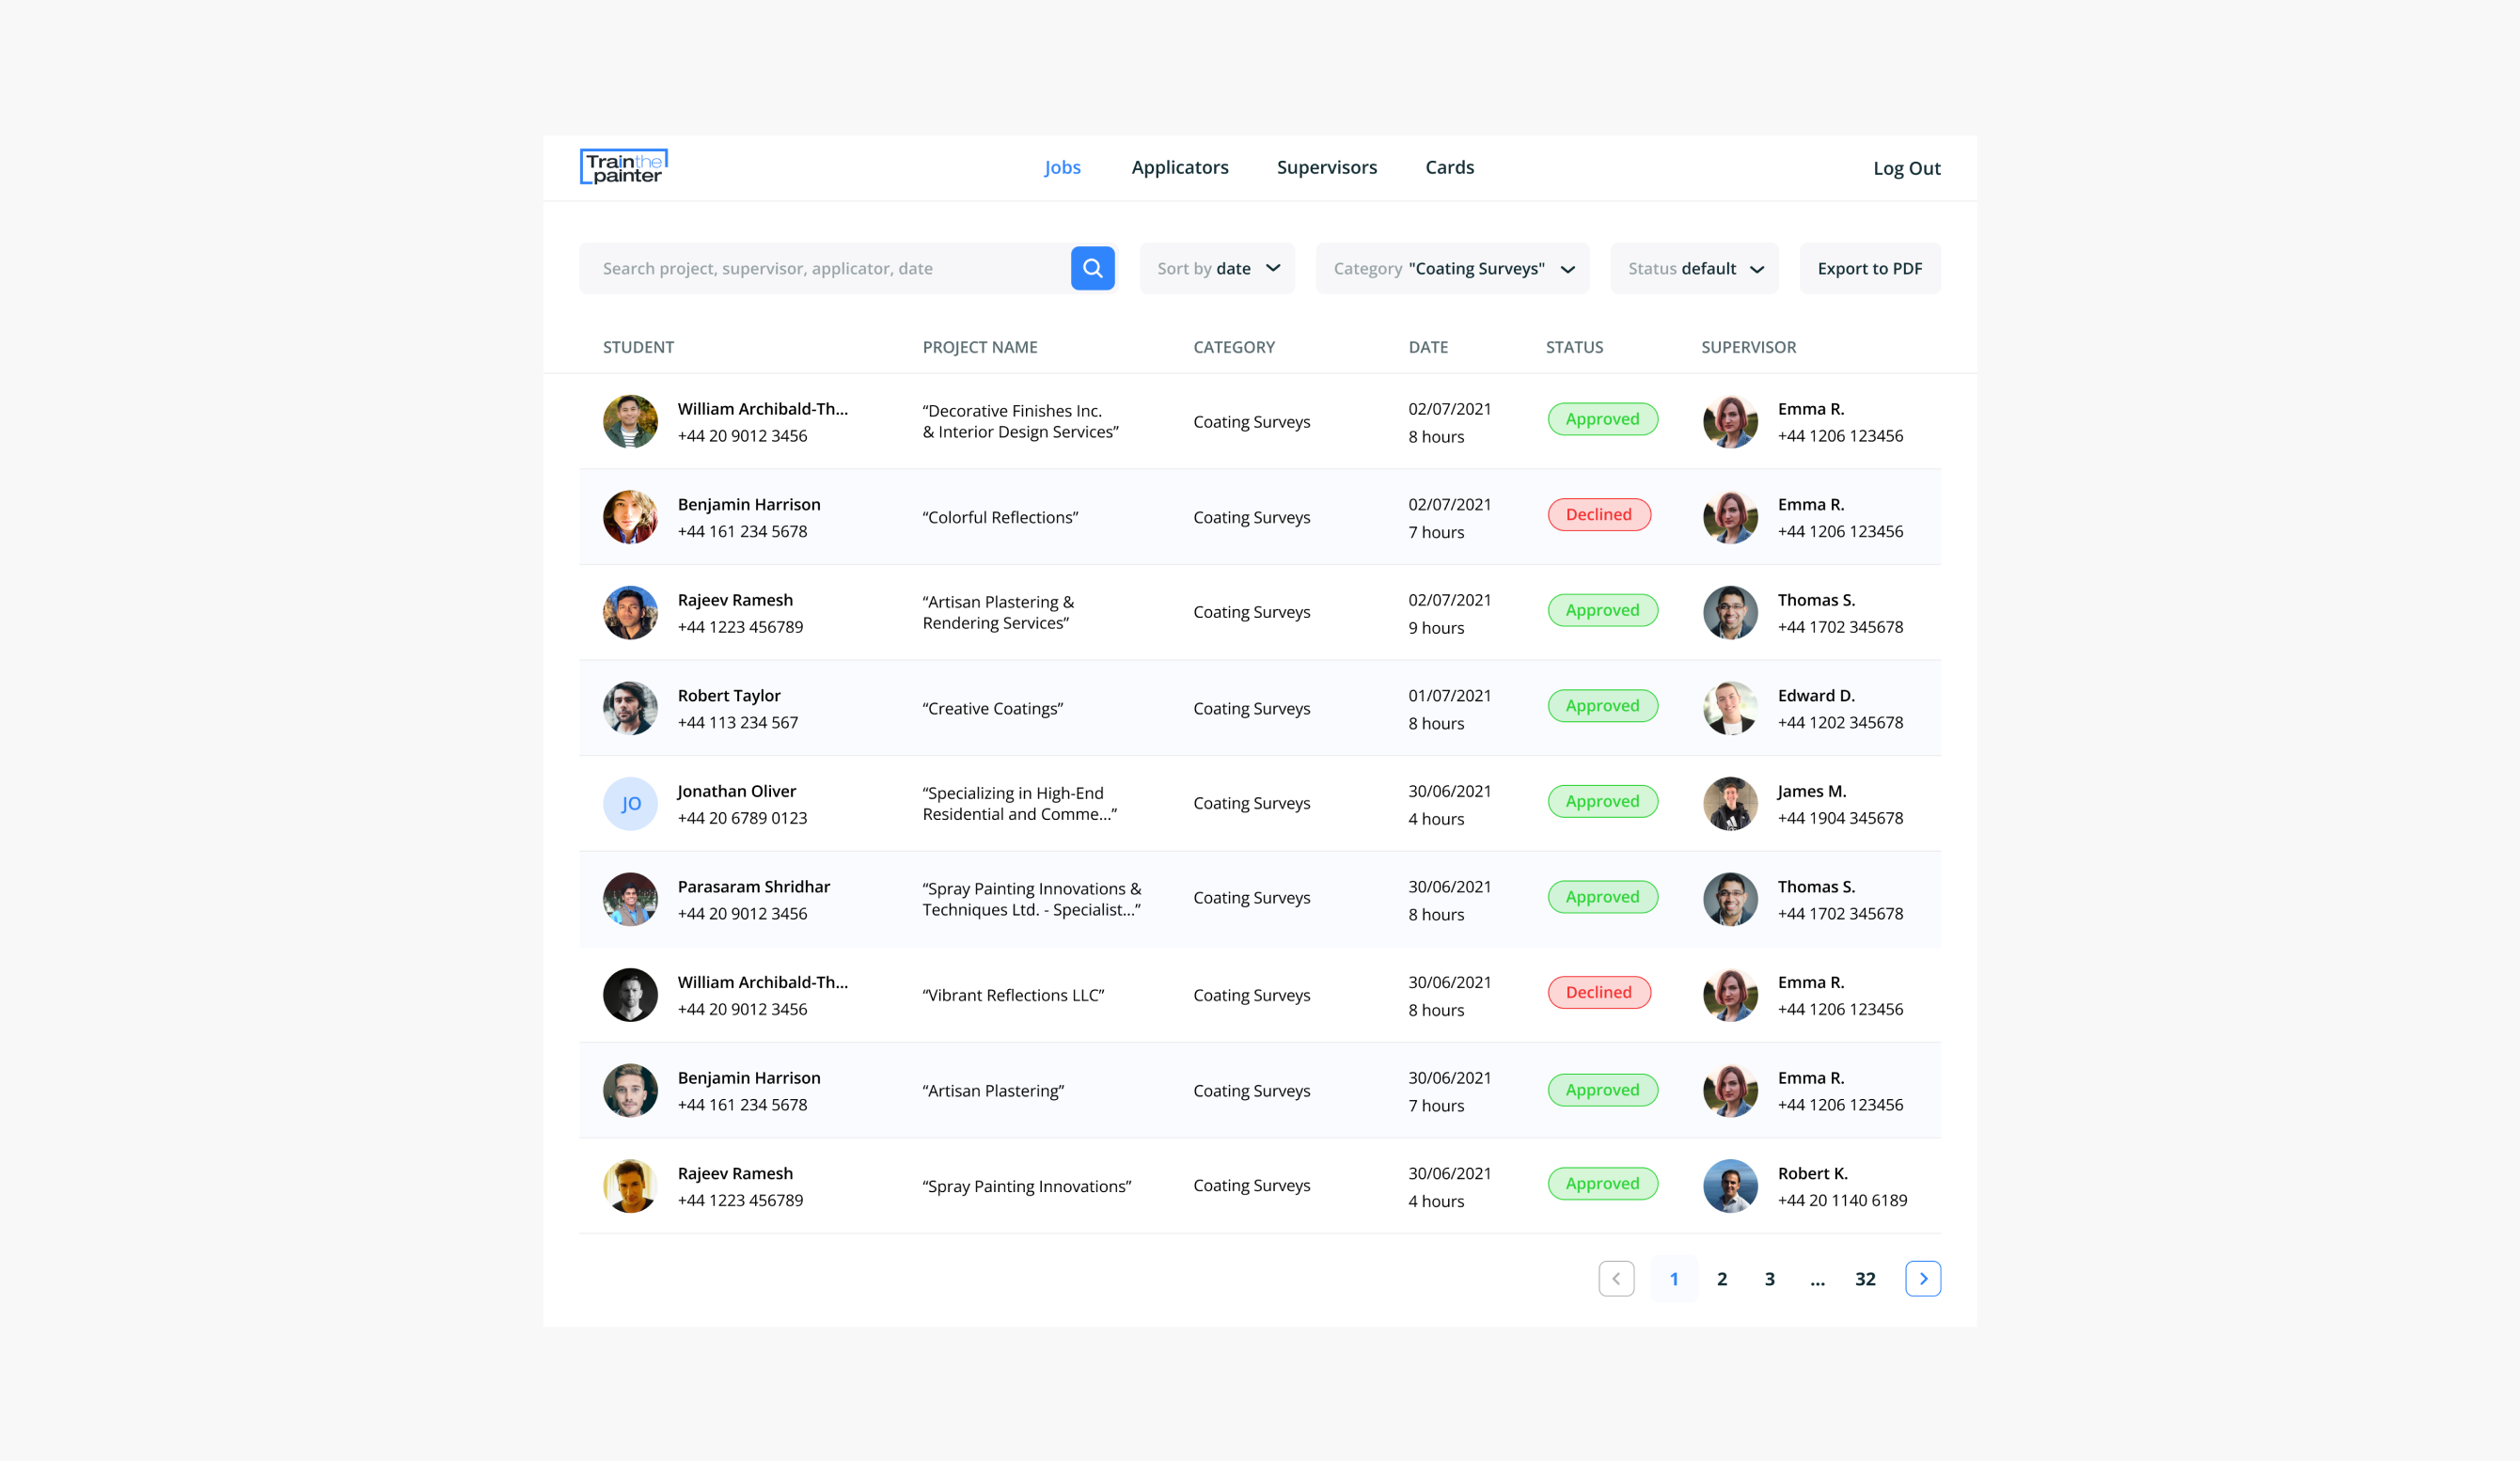 Trainthe
painter
Jobs Applicators Supervisors Cards Log Out
Search project, supervisor, applicator, date Sort by date Category "Coating Surveys" Status default Export to PDF
STUDENT PROJECT NAME CATEGORY DATE STATUS SUPERVISOR
William Archibald-Th...
+44 20 9012 3456
“Decorative Finishes Inc.
& Interior Design Services”
Coating Surveys
02/07/2021
8 hours
Approved
Emma R.
+44 1206 123456
Benjamin Harrison
+44 161 234 5678
“Colorful Reflections”
Coating Surveys
02/07/2021
7 hours
Declined
Emma R.
+44 1206 123456
Rajeev Ramesh
+44 1223 456789
“Artisan Plastering &
Rendering Services”
Coating Surveys
02/07/2021
9 hours
Approved
Thomas S.
+44 1702 345678
Robert Taylor
+44 113 234 567
“Creative Coatings”
Coating Surveys
01/07/2021
8 hours
Approved
Edward D.
+44 1202 345678
JO
Jonathan Oliver
+44 20 6789 0123
“Specializing in High-End
Residential and Comme...”
Coating Surveys
30/06/2021
4 hours
Approved
James M.
+44 1904 345678
Parasaram Shridhar
+44 20 9012 3456
“Spray Painting Innovations &
Techniques Ltd. - Specialist...”
Coating Surveys
30/06/2021
8 hours
Approved
Thomas S.
+44 1702 345678
William Archibald-Th...
+44 20 9012 3456
“Vibrant Reflections LLC”
Coating Surveys
30/06/2021
8 hours
Declined
Emma R.
+44 1206 123456
Benjamin Harrison
+44 161 234 5678
“Artisan Plastering”
Coating Surveys
30/06/2021
7 hours
Approved
Emma R.
+44 1206 123456
Rajeev Ramesh
+44 1223 456789
“Spray Painting Innovations”
Coating Surveys
30/06/2021
4 hours
Approved
Robert K.
+44 20 1140 6189
1 2 3 ... 32